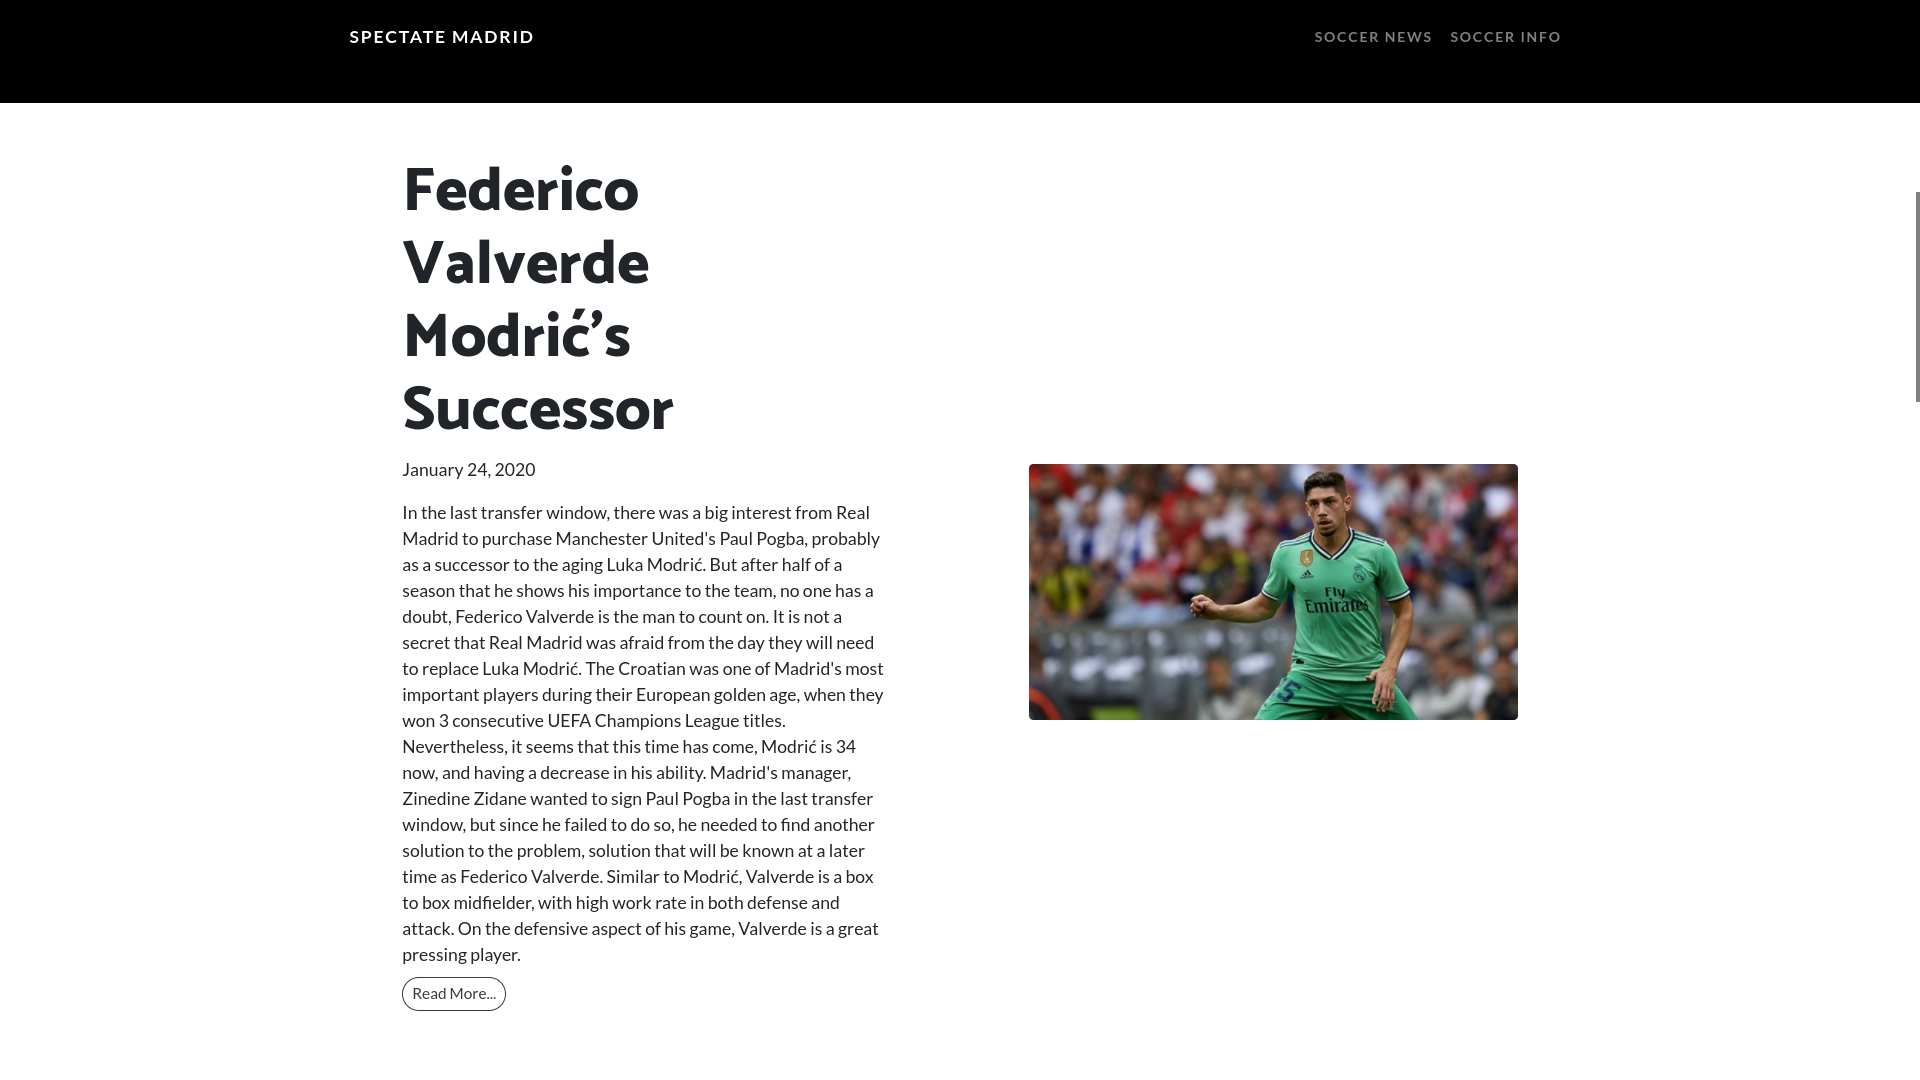 SPECTATE MADRID
SOCCER NEWS
SOCCER INFO
Federico
Valverde
Modrić’s
Successor
January 24, 2020
In the last transfer window, there was a big interest from Real
Madrid to purchase Manchester United's Paul Pogba, probably
as a successor to the aging Luka Modrić. But after half of a
season that he shows his importance to the team, no one has a
doubt, Federico Valverde is the man to count on. It is not a
secret that Real Madrid was afraid from the day they will need
to replace Luka Modrić. The Croatian was one of Madrid's most
important players during their European golden age, when they
won 3 consecutive UEFA Champions League titles.
Nevertheless, it seems that this time has come, Modrić is 34
now, and having a decrease in his ability. Madrid's manager,
Zinedine Zidane wanted to sign Paul Pogba in the last transfer
window, but since he failed to do so, he needed to find another
solution to the problem, solution that will be known at a later
time as Federico Valverde. Similar to Modrić, Valverde is a box
to box midfielder, with high work rate in both defense and
attack. On the defensive aspect of his game, Valverde is a great
pressing player.
Read More...
Fly
Emirates
15